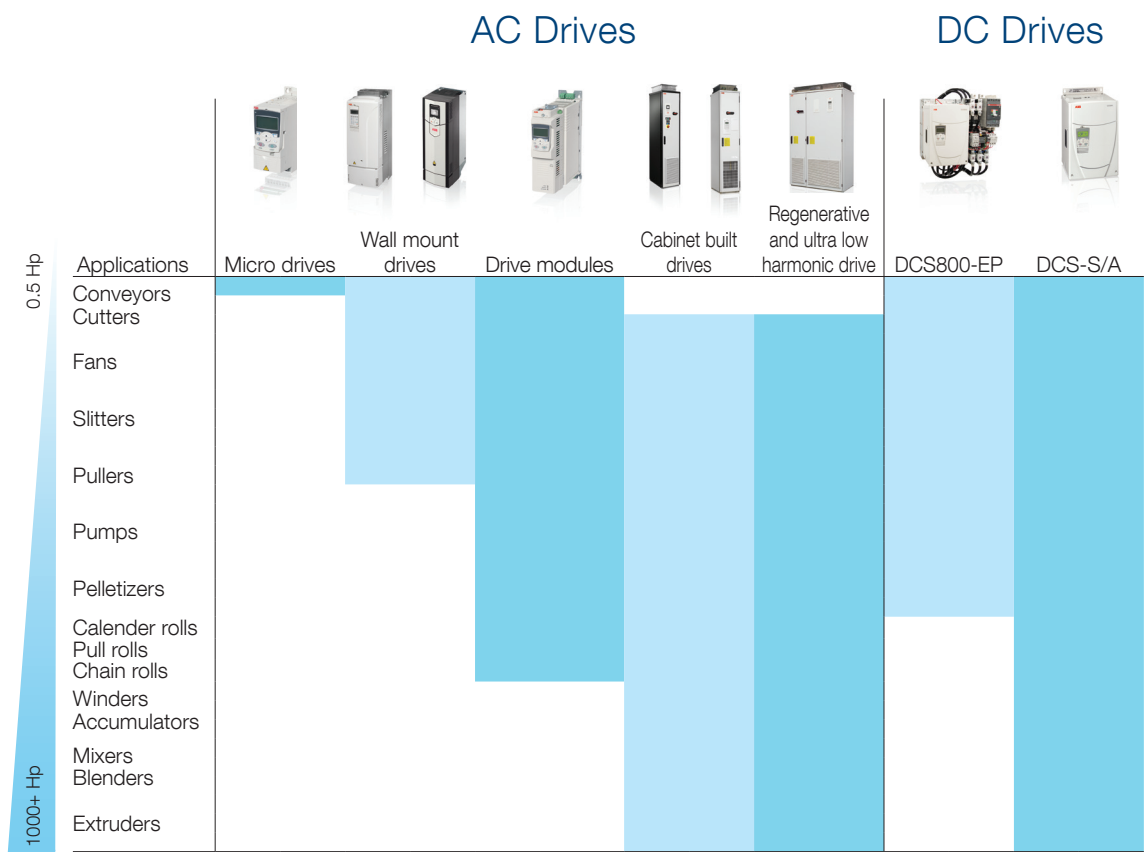 AC Drives
DC Drives
0.5 Hp
Applications
Micro drives
Wall mount
drives
Drive modules
Cabinet built
drives
Regenerative
and ultra low
harmonic drive
DCS800-EP
DCS-S/A
Conveyors
Cutters
Fans
Slitters
Pullers
Pumps
Pelletizers
Calender rolls
Pull rolls
Chain rolls
Winders
Accumulators
Mixers
Blenders
Extruders
1000+ Hp